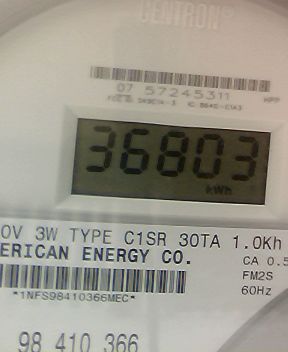 CENTRON®
07 57245311
36803
kWh
0V 3W TYPE C1SR 30TA 1.0Kh
ERICAN ENERGY CO.
CA 0.5
FM2S
60Hz
*1NFS98410366MEC*
98 410 366